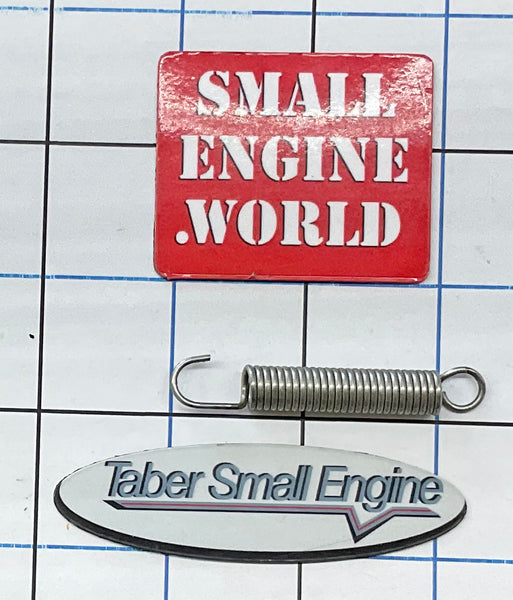 SMALL
ENGINE
.WORLD
Taber Small Engine